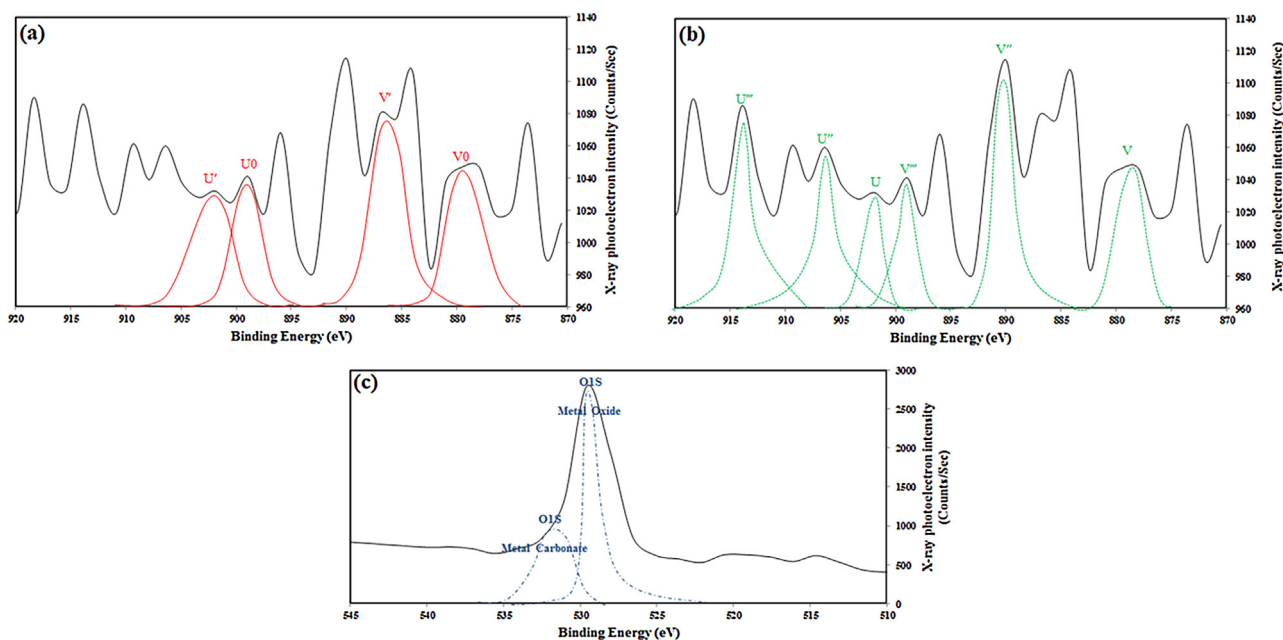 (a)
U'
U0
V'
V0
1140
1120
1100
1080
1060
1040
1020
1000
980
960
X-ray photoelectron intensity (Counts/Sec)
920 915 910 905 900 895 890 885 880 875 870
Binding Energy (eV)
(b)
U'''
U''
U
V'''
V''
V
1140
1120
1100
1080
1060
1040
1020
1000
980
960
X-ray photoelectron intensity (Counts/Sec)
920 915 910 905 900 895 890 885 880 875 870
Binding Energy (eV)
(c)
O1S
Metal Oxide
O1S
Metal Carbonate
3000
2500
2000
1500
1000
500
0
X-ray photoelectron intensity
(Counts/Sec)
545 540 535 530 525 520 515 510
Binding Energy (eV)